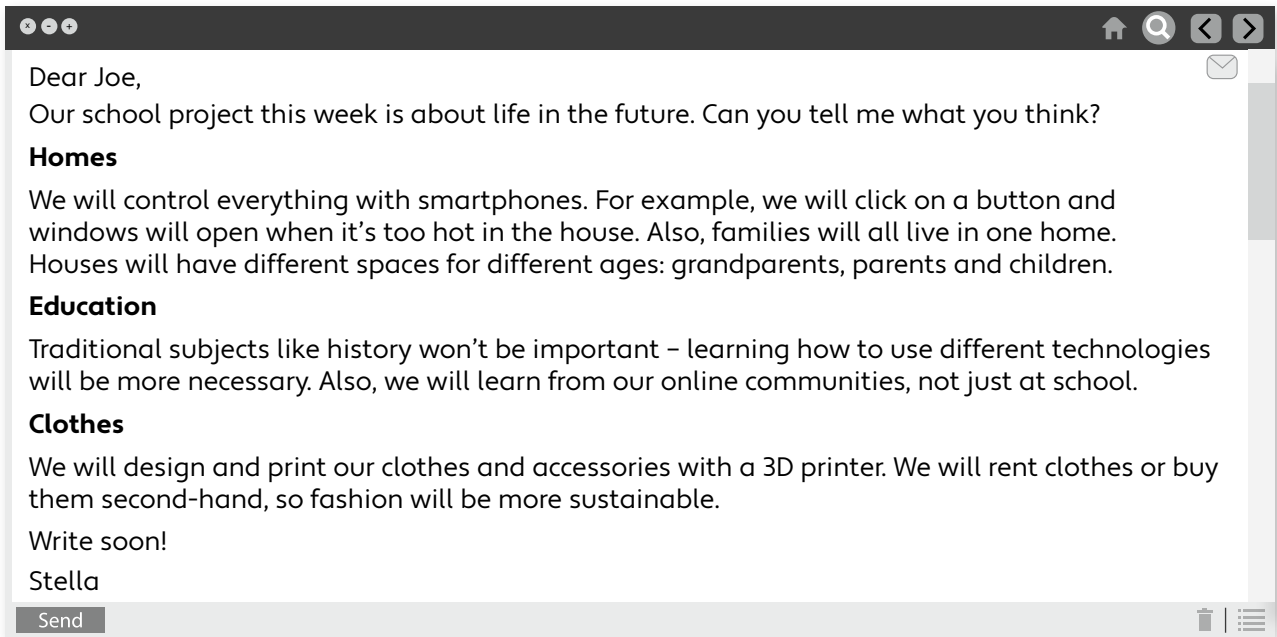 Dear Joe,
Our school project this week is about life in the future. Can you tell me what you think?
Homes
We will control everything with smartphones. For example, we will click on a button and
windows will open when it's too hot in the house. Also, families will all live in one home.
Houses will have different spaces for different ages: grandparents, parents and children.
Education
Traditional subjects like history won't be important – learning how to use different technologies
will be more necessary. Also, we will learn from our online communities, not just at school.
Clothes
We will design and print our clothes and accessories with a 3D printer. We will rent clothes or buy
them second-hand, so fashion will be more sustainable.
Write soon!
Stella
Send